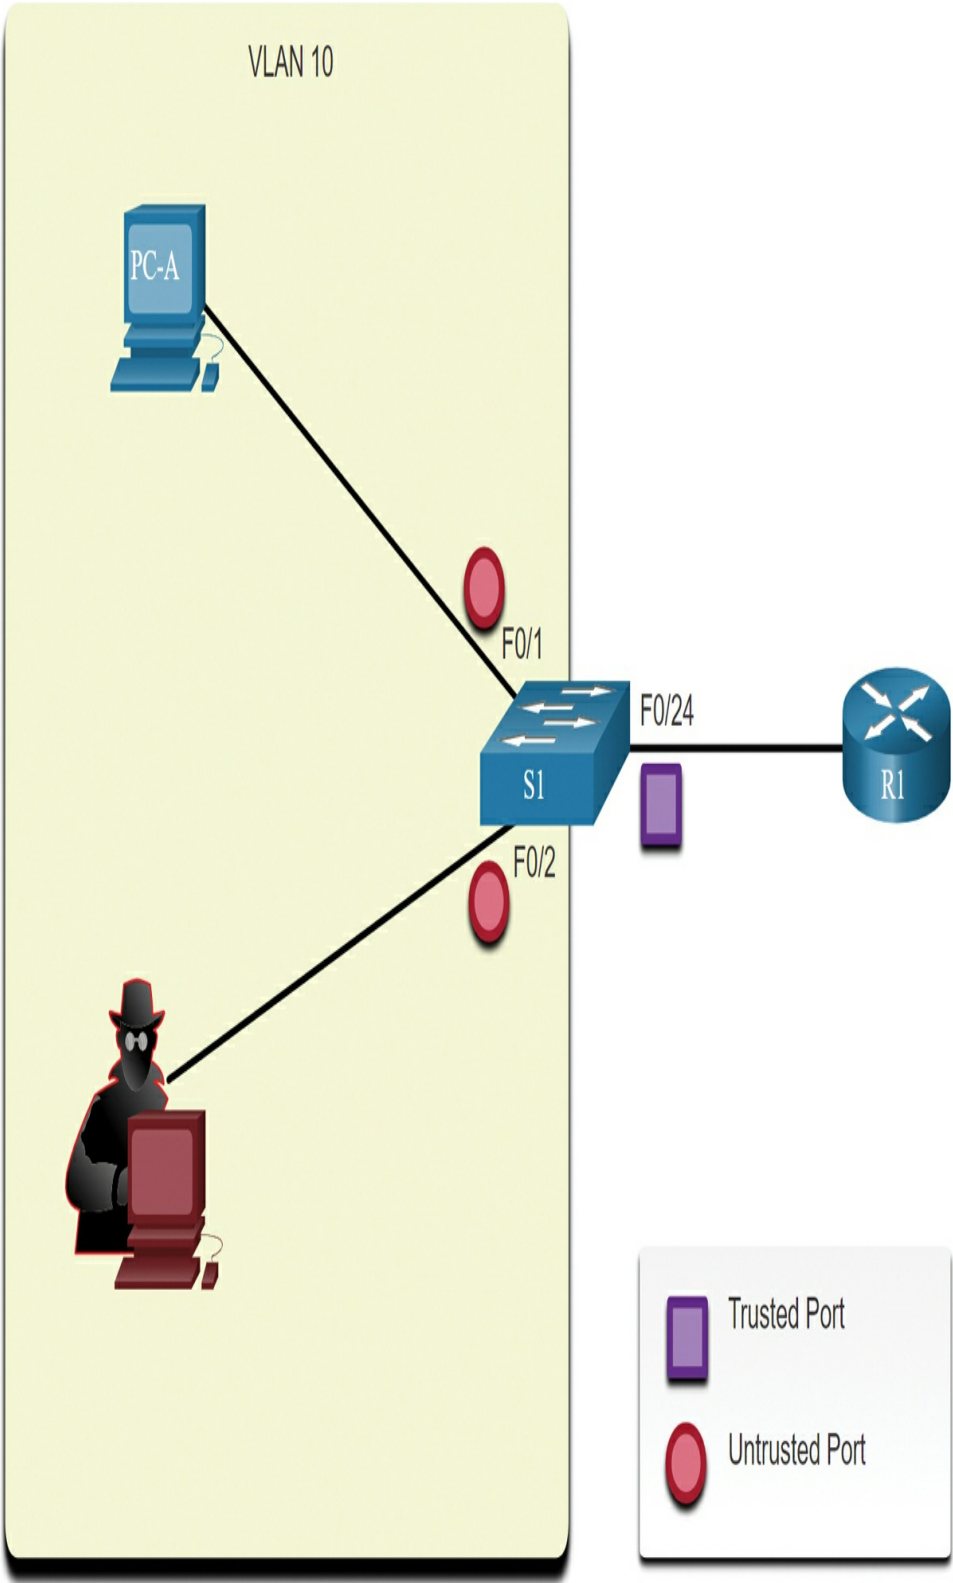 VLAN 10
PC-A
F0/1
F0/24
S1
R1
F0/2
Trusted Port
Untrusted Port